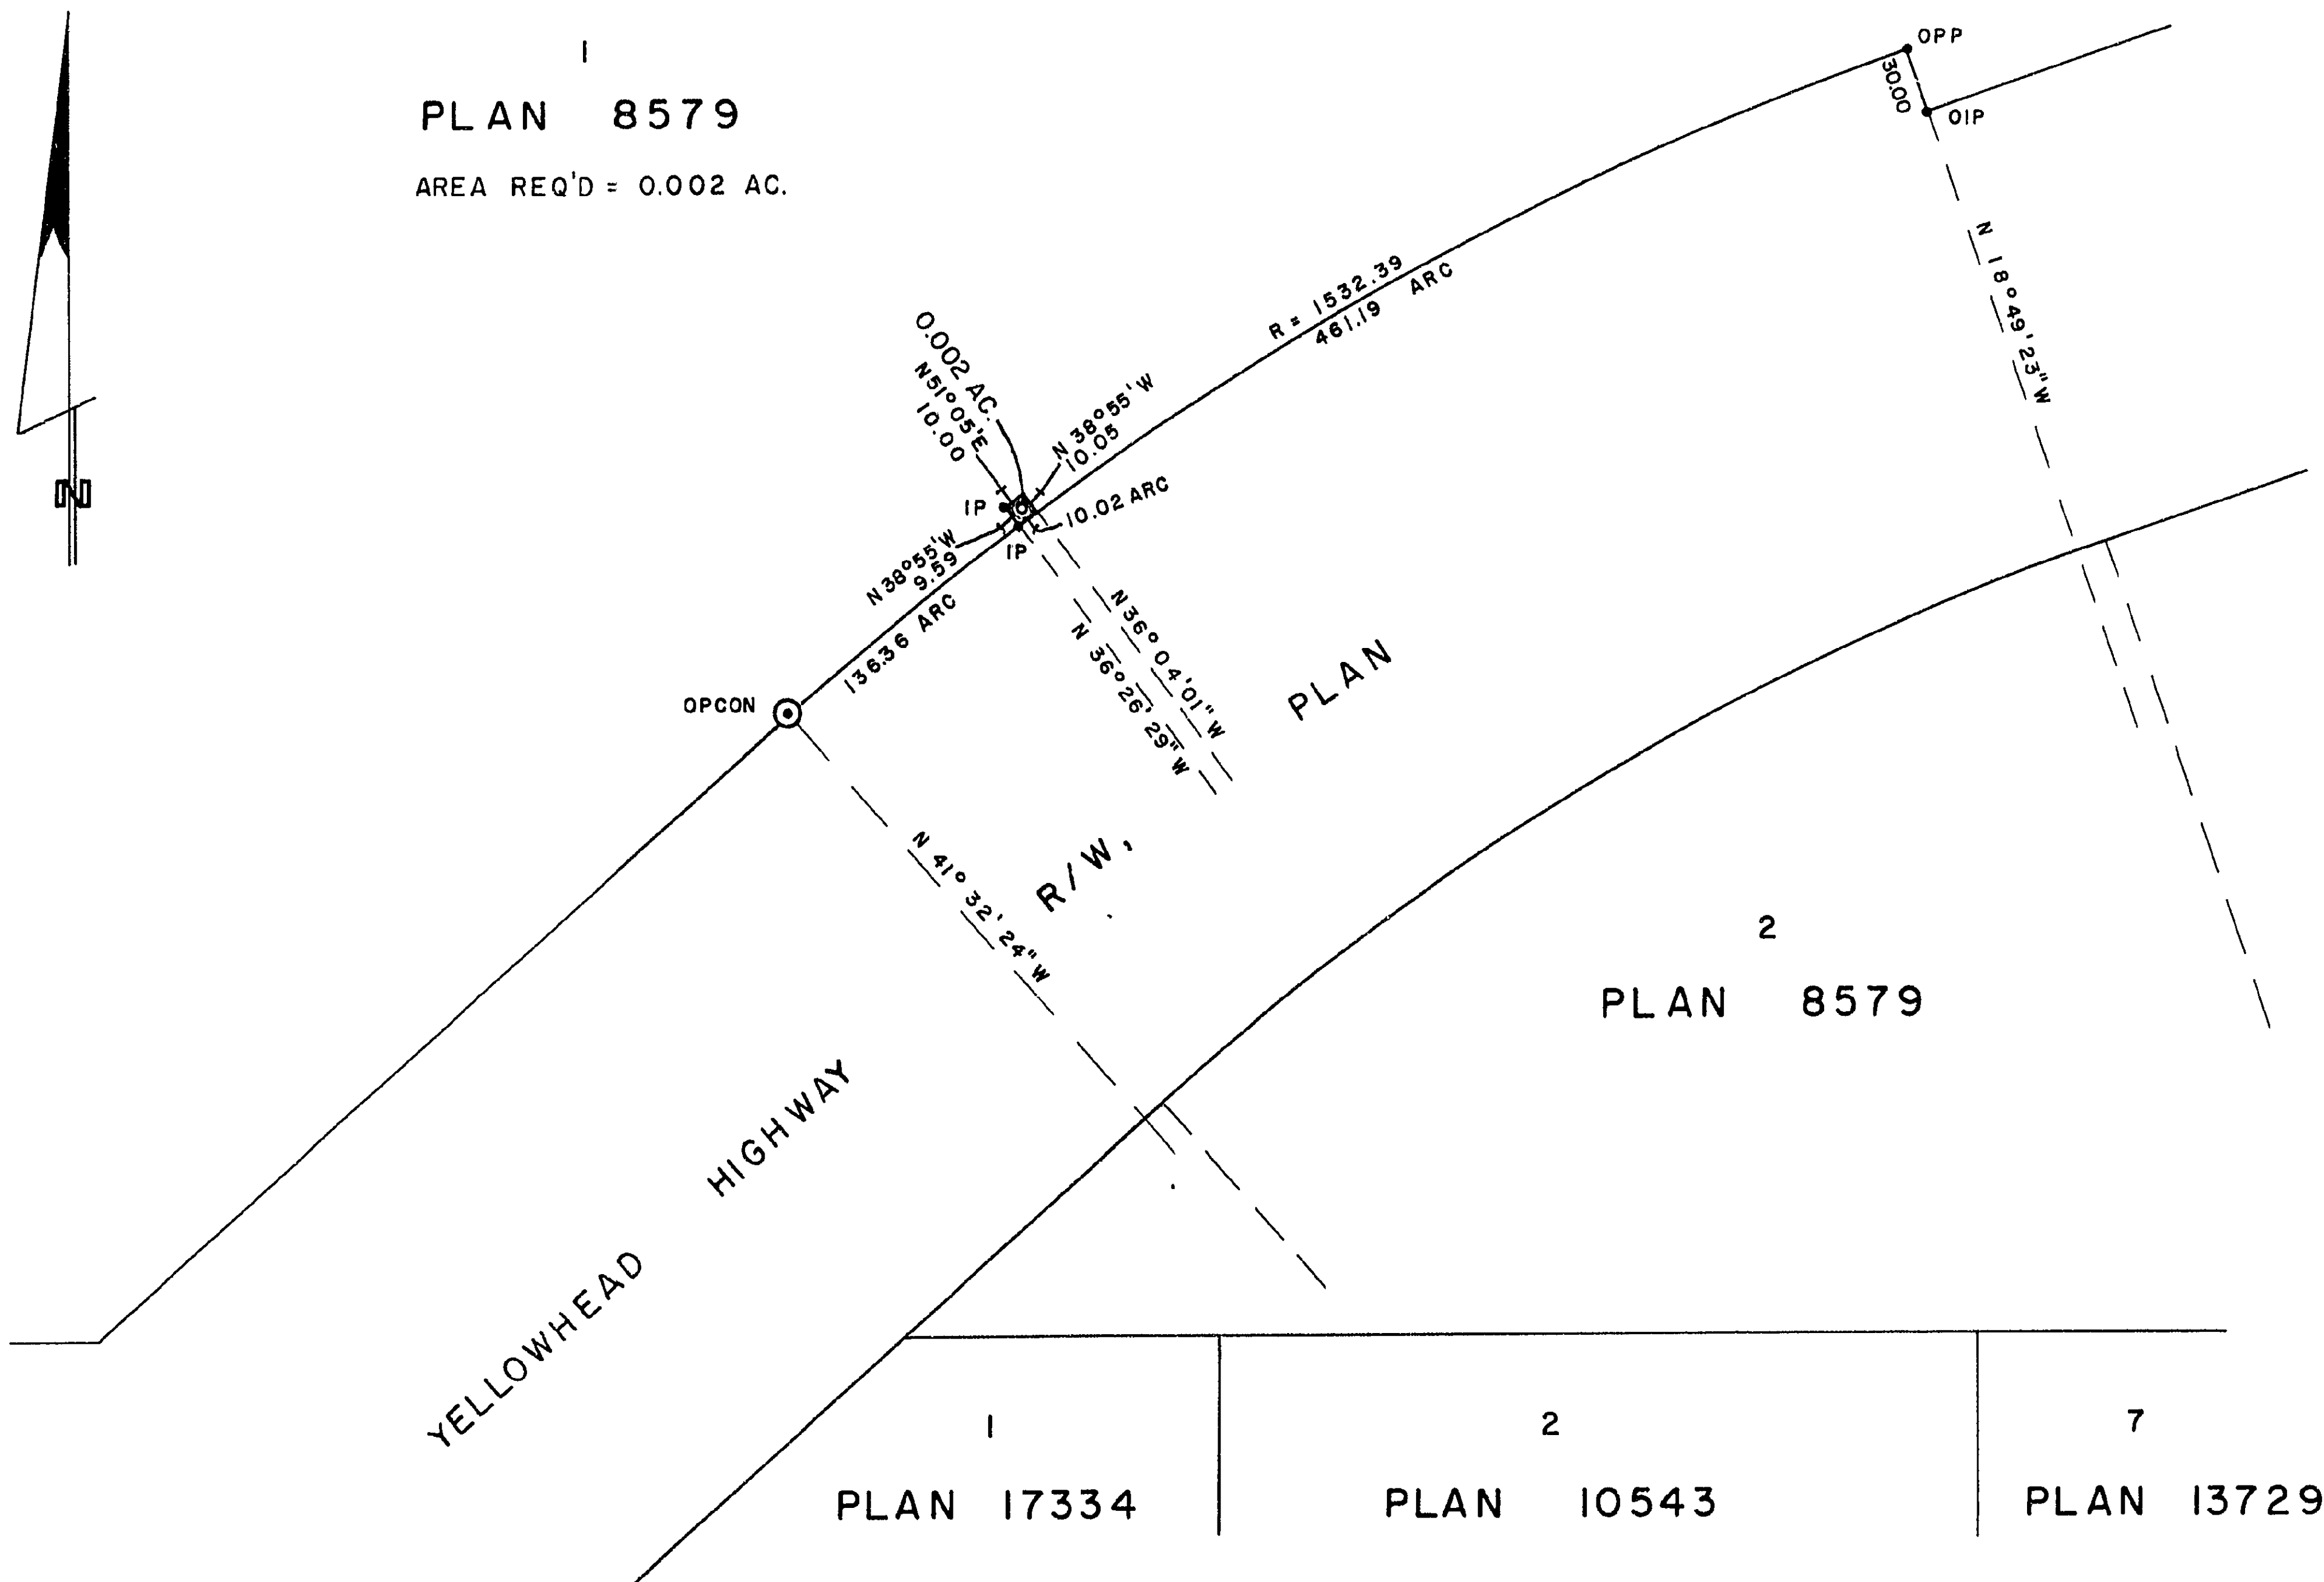 1
PLAN 8579
AREA REQ'D = 0.002 AC.
OPP
30.00
OIP
N 18°49'23"W
R = 1532.39
461.19 ARC
0.002 AC.
N51°05'E
10.00
N 38°55'W
10.05
IP
10.02 ARC
IP
N38°55'W
9.59
136.36 ARC
N
N36°04'01"W
N 36°26'29"W
OPCON
N 41°32'24"W
PLAN
R/W,
HIGHWAY
YELLOWHEAD
2
PLAN 8579
1
PLAN 17334
2
PLAN 10543
7
PLAN 13729